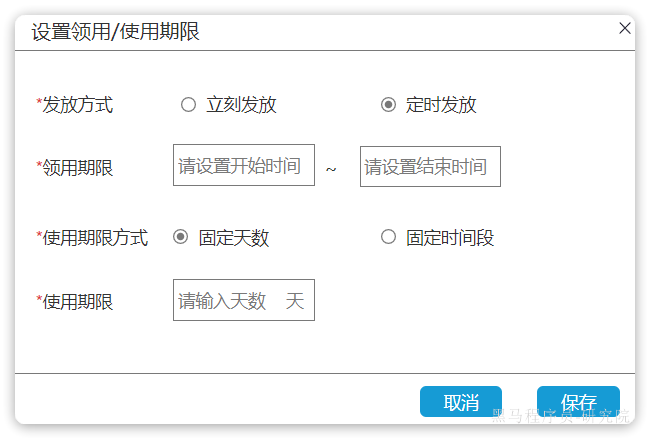 设置领用/使用期限
*发放方式 立刻发放 定时发放
*领用期限 请设置开始时间 ~ 请设置结束时间
*使用期限方式 固定天数 固定时间段
*使用期限 请输入天数 天
取消 保存
黑马程序员 研究院